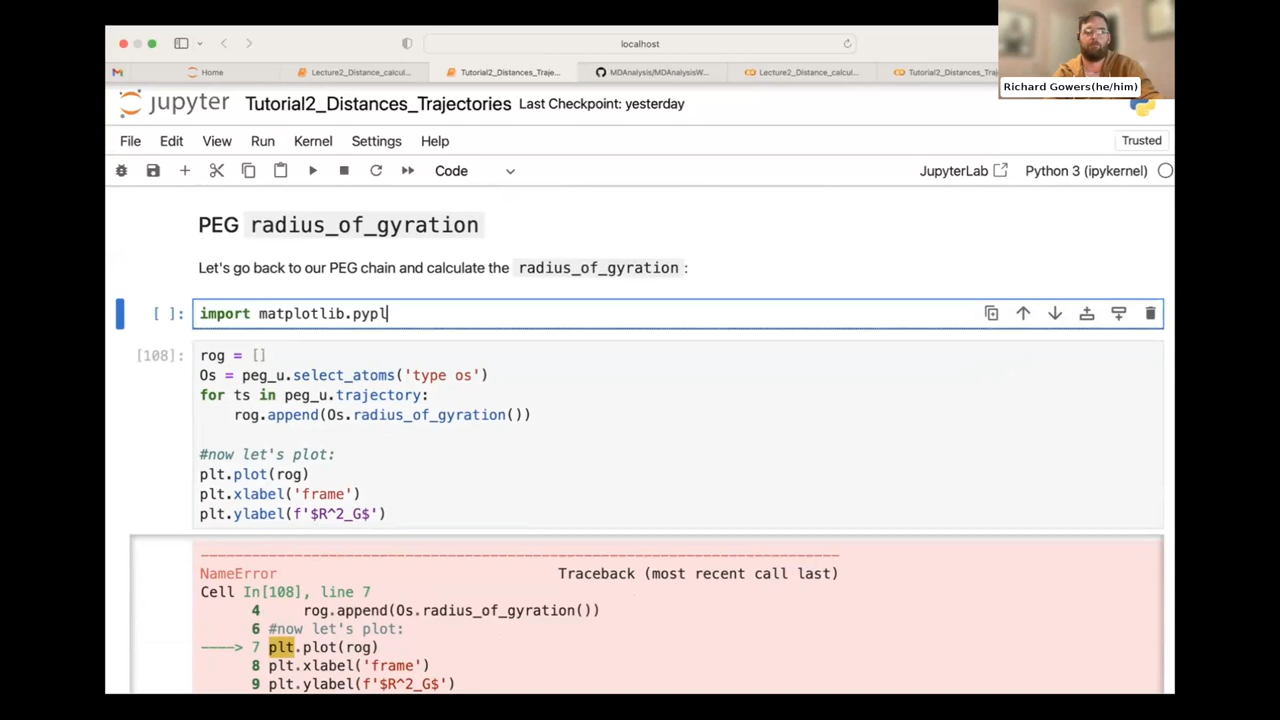 localhost
Home
Lecture2_Distance_calcul...
Tutorial2_Distances_Traje...
MDAnalysis/MDAnalysisW...
Lecture2_Distance_calcul...
Tutorial2_Distances_Tra
Richard Gowers(he/him)
jupyter
Tutorial2_Distances_Trajectories
Last Checkpoint: yesterday
File Edit View Run Kernel Settings Help
Trusted
Code
JupyterLab
Python 3 (ipykernel)
PEG radius_of_gyration
Let's go back to our PEG chain and calculate the radius_of_gyration:
[ ]: import matplotlib.pypl
[108]: rog = []
Os = peg_u.select_atoms('type os')
for ts in peg_u.trajectory:
    rog.append(Os.radius_of_gyration())
#now let's plot:
plt.plot(rog)
plt.xlabel('frame')
plt.ylabel(f'$R^2_G$')
NameError Traceback (most recent call last)
Cell In[108], line 7
4 rog.append(Os.radius_of_gyration())
6 #now let's plot:
----> 7 plt.plot(rog)
8 plt.xlabel('frame')
9 plt.ylabel(f'$R^2_G$')